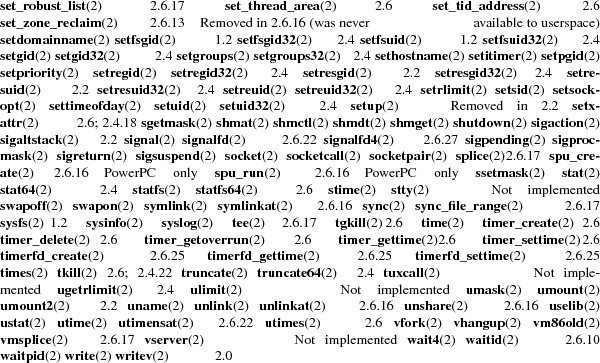 set_robust_list(2) 2.6.17 set_thread_area(2) 2.6 set_tid_address(2) 2.6
set_zone_reclaim(2) 2.6.13 Removed in 2.6.16 (was never available to userspace)
setdomainname(2) setfsgid(2) 1.2 setfsgid32(2) 2.4 setfsuid(2) 1.2 setfsuid32(2) 2.4
setgid(2) setgid32(2) 2.4 setgroups(2) setgroups32(2) 2.4 sethostname(2) setitimer(2) setpgid(2)
setpriority(2) setregid(2) setregid32(2) 2.4 setresgid(2) 2.2 setresgid32(2) 2.4 setre-
suid(2) 2.2 setresuid32(2) 2.4 setreuid(2) setreuid32(2) 2.4 setrlimit(2) setsid(2) setsock-
opt(2) settimeofday(2) setuid(2) setuid32(2) 2.4 setup(2) Removed in 2.2 setx-
attr(2) 2.6; 2.4.18 sgetmask(2) shmat(2) shmctl(2) shmdt(2) shmget(2) shutdown(2) sigaction(2)
sigaltstack(2) 2.2 signal(2) signalfd(2) 2.6.22 signalfd4(2) 2.6.27 sigpending(2) sigproc-
mask(2) sigreturn(2) sigsuspend(2) socket(2) socketcall(2) socketpair(2) splice(2)2.6.17 spu_cre-
ate(2) 2.6.16 PowerPC only spu_run(2) 2.6.16 PowerPC only ssetmask(2) stat(2)
stat64(2) 2.4 statfs(2) statfs64(2) 2.6 stime(2) stty(2) Not implemented
swapoff(2) swapon(2) symlink(2) symlinkat(2) 2.6.16 sync(2) sync_file_range(2) 2.6.17
sysfs(2) 1.2 sysinfo(2) syslog(2) tee(2) 2.6.17 tgkill(2) 2.6 time(2) timer_create(2) 2.6
timer_delete(2) 2.6 timer_getoverrun(2) 2.6 timer_gettime(2)2.6 timer_settime(2) 2.6
timerfd_create(2) 2.6.25 timerfd_gettime(2) 2.6.25 timerfd_settime(2) 2.6.25
times(2) tkill(2) 2.6; 2.4.22 truncate(2) truncate64(2) 2.4 tuxcall(2) Not imple-
mented ugetrlimit(2) 2.4 ulimit(2) Not implemented umask(2) umount(2)
umount2(2) 2.2 uname(2) unlink(2) unlinkat(2) 2.6.16 unshare(2) 2.6.16 uselib(2)
ustat(2) utime(2) utimensat(2) 2.6.22 utimes(2) 2.6 vfork(2) vhangup(2) vm86old(2)
vmsplice(2) 2.6.17 vserver(2) Not implemented wait4(2) waitid(2) 2.6.10
waitpid(2) write(2) writev(2) 2.0